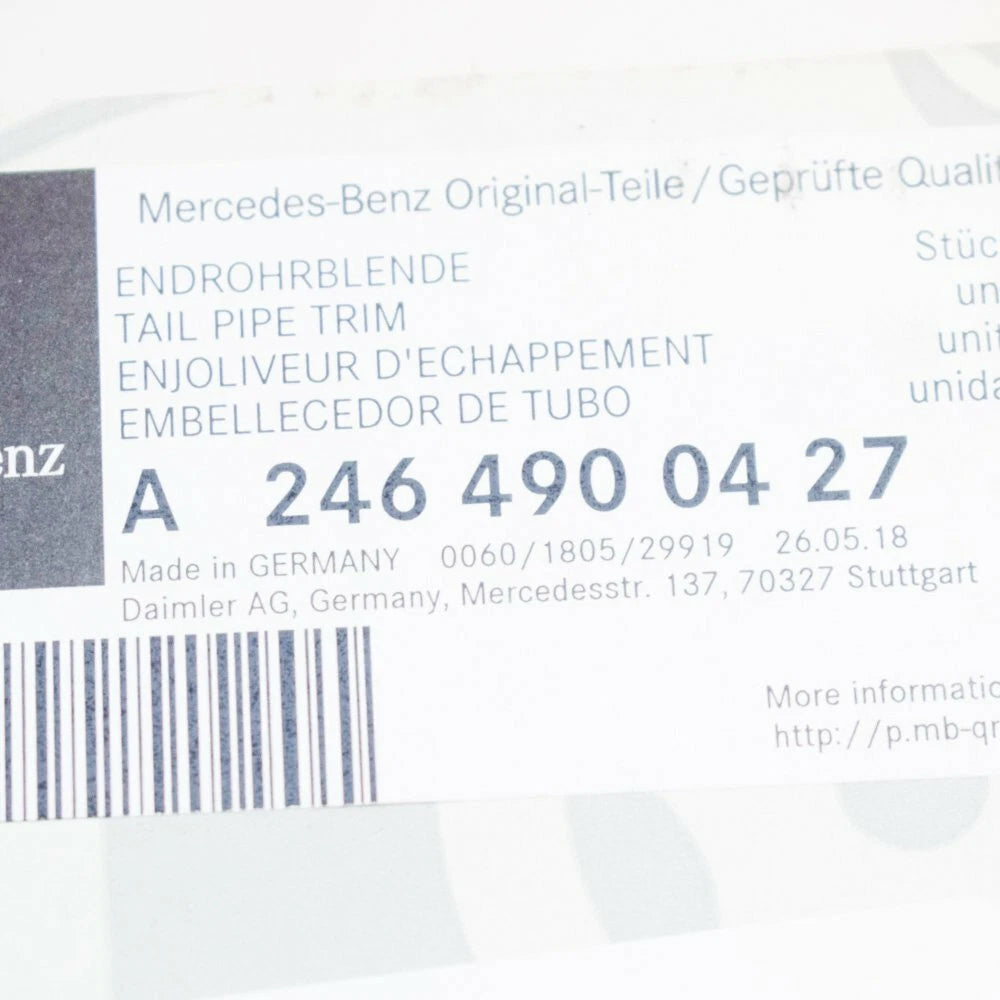 Mercedes-Benz Original-Teile / Geprüfte Qualit
ENDROHRBLENDE
Stüc
TAIL PIPE TRIM
un
ENJOLIVEUR D'ECHAPPEMENT
unit
EMBELLECEDOR DE TUBO
unida
enz
A 246 490 04 27
Made in GERMANY 0060/1805/29919 26.05.18
Daimler AG, Germany, Mercedesstr. 137, 70327 Stuttgart
More informatio
http://p.mb-qr